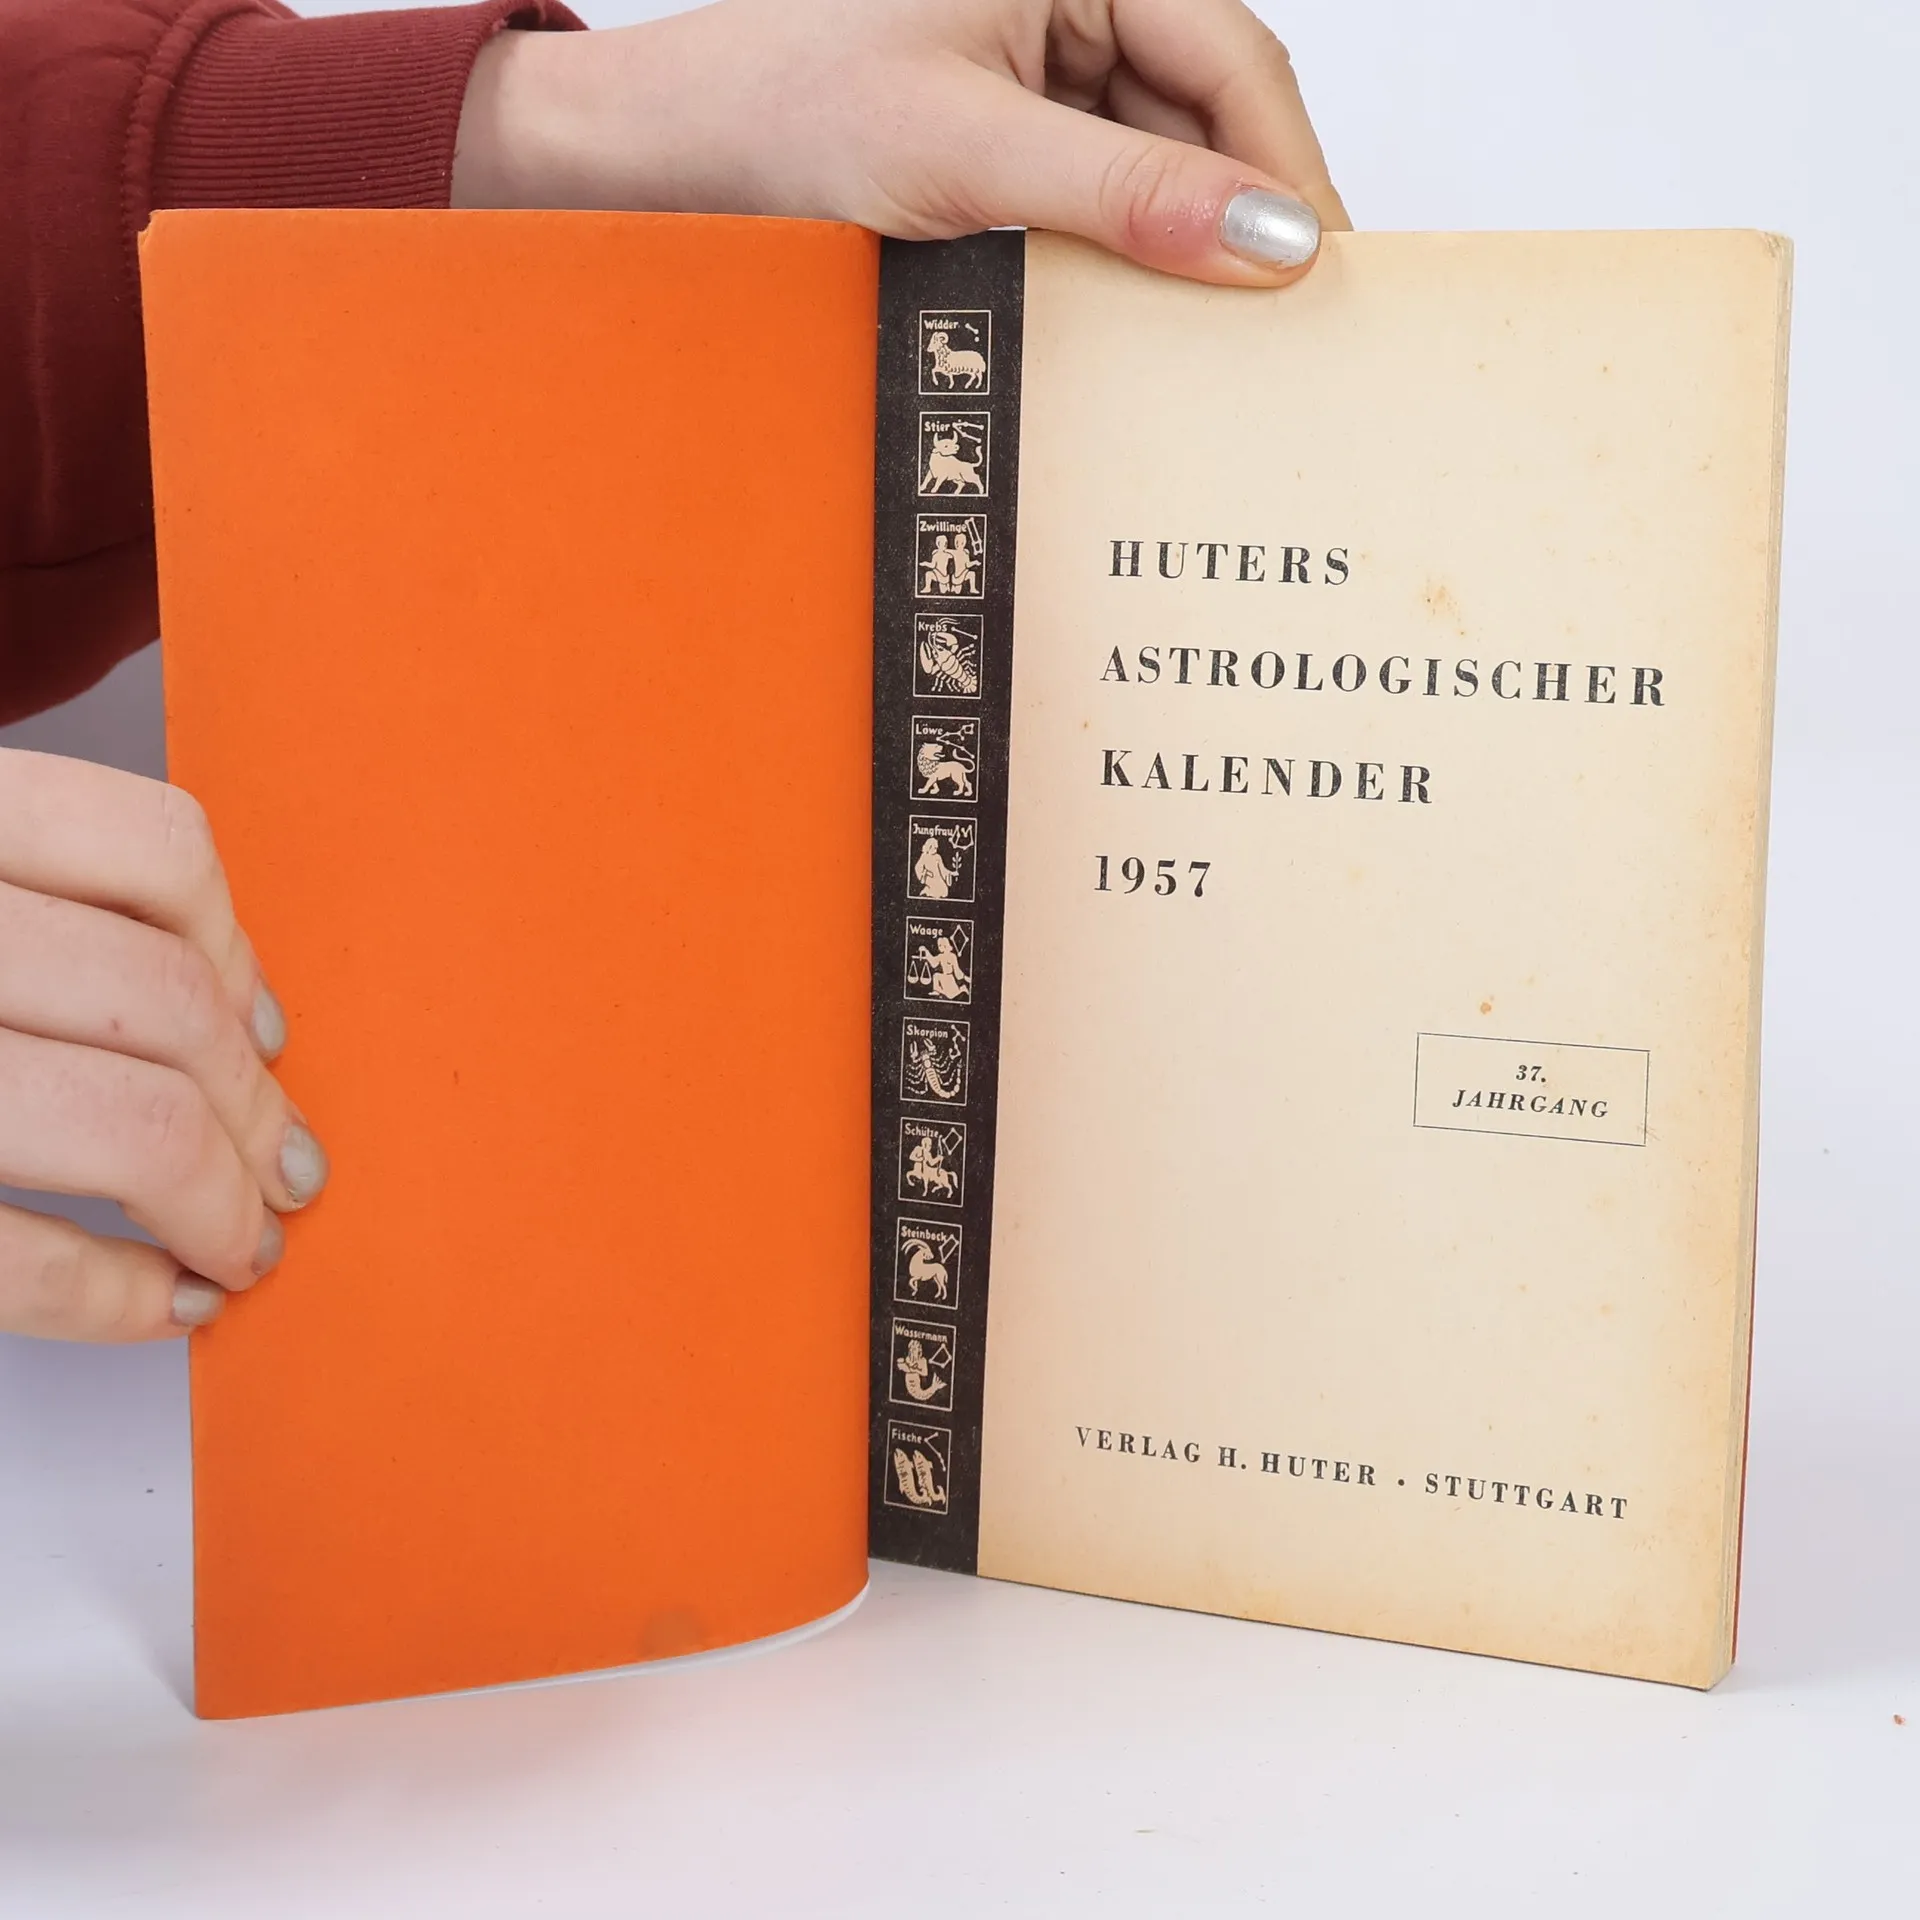 Widder
Stier
Zwillinge
Krebs
Löwe
Jungfrau
Waage
Skorpion
Schütze
Steinbock
Wassermann
Fische
HUTERS
ASTROLOGISCHER
KALENDER
1957
37.
JAHRGANG
VERLAG H. HUTER • STUTTGART